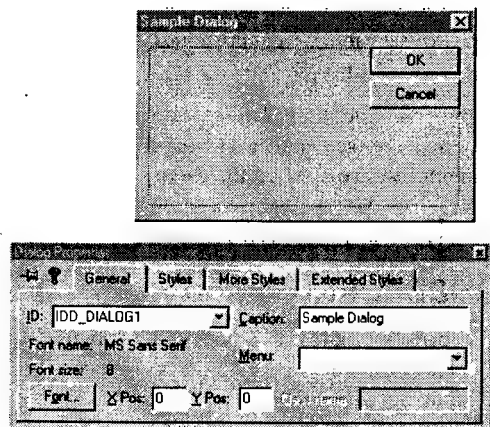 Sample Dialog
OK
Cancel
Dialog Properties
General Styles More Styles Extended Styles
ID: IDD_DIALOG1 Caption: Sample Dialog
Font name: MS Sans Serif
Menu:
Font size: 8
Font... X Pos: 0 Y Pos: 0